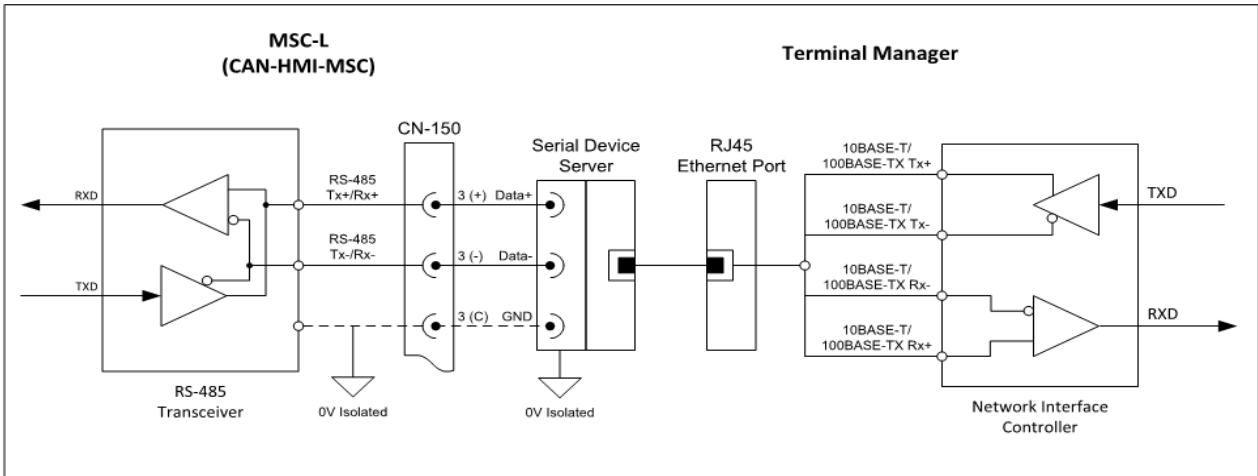 MSC-L
(CAN-HMI-MSC)
Terminal Manager
CN-150
Serial Device
Server
RJ45
Ethernet Port
10BASE-T/
100BASE-TX Tx+
RXD
RS-485
Tx+/Rx+
3 (+) Data+
TXD
10BASE-T/
100BASE-TX Tx-
RS-485
Tx-/Rx-
3 (-) Data-
10BASE-T/
100BASE-TX Rx-
TXD
3 (C) GND
RXD
10BASE-T/
100BASE-TX Rx+
RS-485
Transceiver
0V Isolated
0V Isolated
Network Interface
Controller